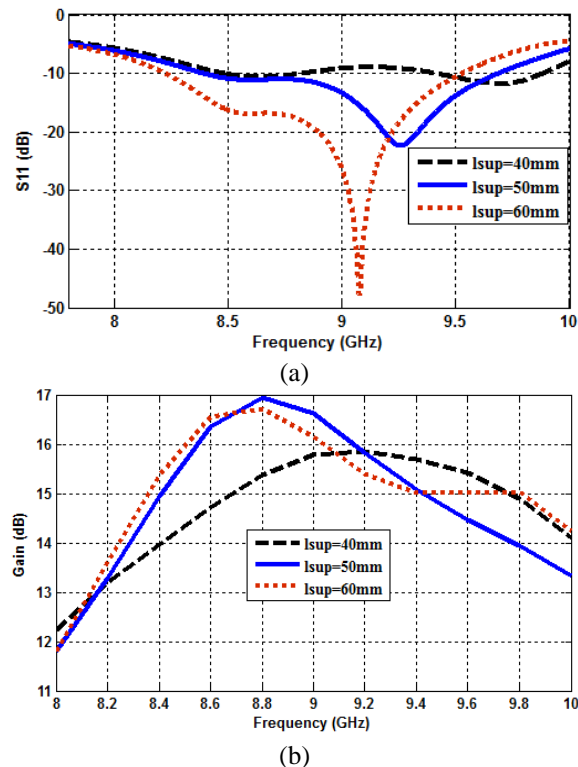 0
-10
-20
-30
-40
-50
S11 (dB)
lsup=40mm
lsup=50mm
lsup=60mm
8
8.5
9
9.5
10
Frequency (GHz)
(a)
17
16
15
14
13
12
11
Gain (dB)
lsup=40mm
lsup=50mm
lsup=60mm
8
8.2
8.4
8.6
8.8
9
9.2
9.4
9.6
9.8
10
Frequency (GHz)
(b)